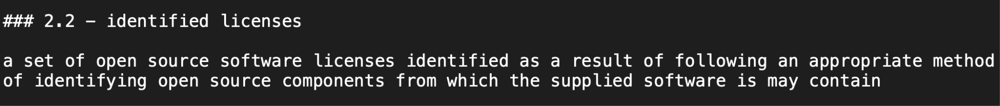 ### 2.2 – identified licenses
a set of open source software licenses identified as a result of following an appropriate method
of identifying open source components from which the supplied software is may contain